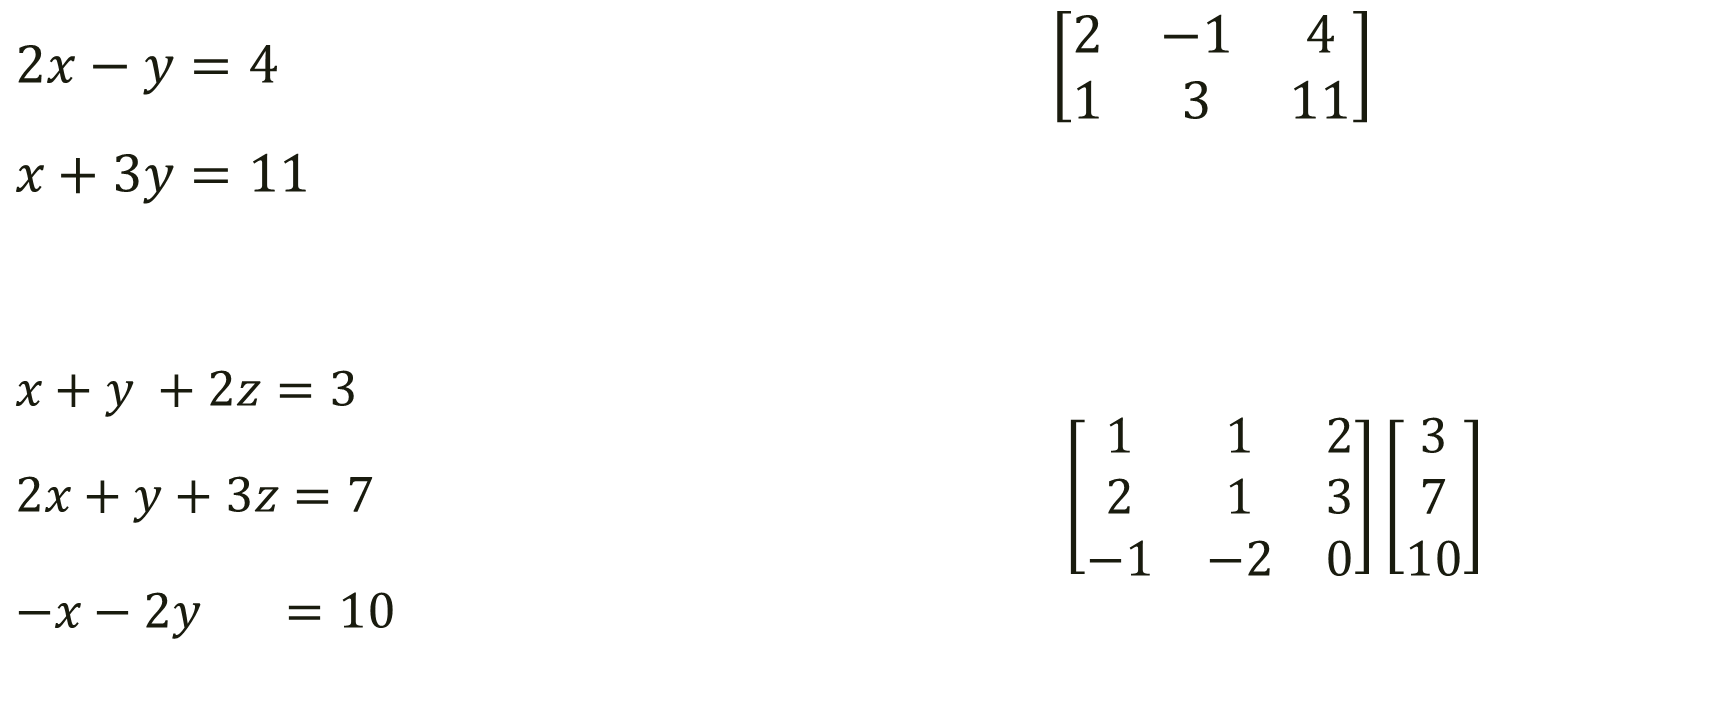 2x − y = 4
x + 3y = 11
[2 −1 4
1 3 11]
x + y + 2z = 3
2x + y + 3z = 7
−x − 2y = 10
[1 1 2] [3]
[2 1 3] [7]
[−1 −2 0] [10]